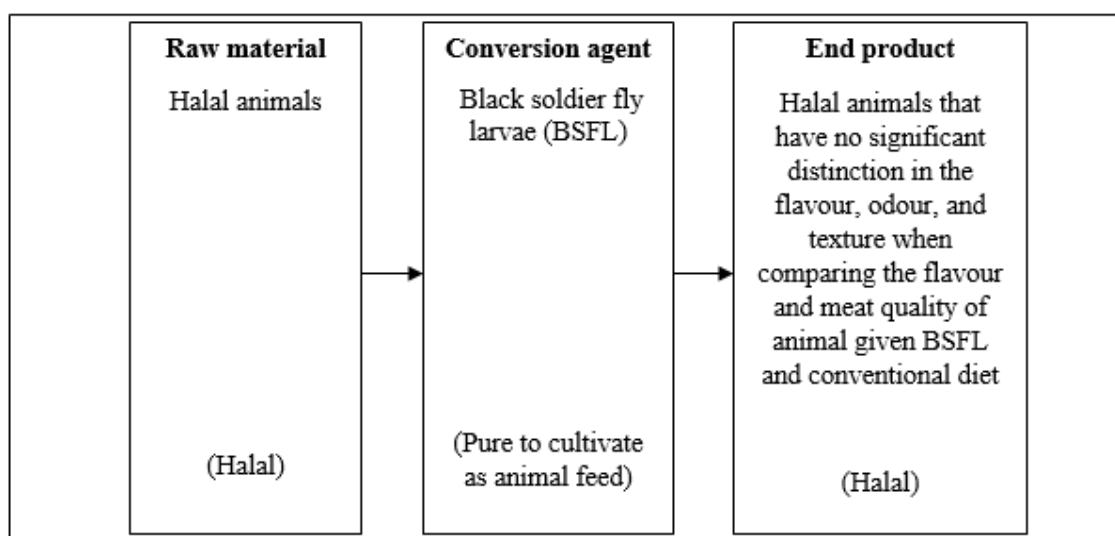 Raw material
Halal animals
(Halal)
Conversion agent
Black soldier fly
larvae (BSFL)
(Pure to cultivate
as animal feed)
End product
Halal animals that
have no significant
distinction in the
flavour, odour, and
texture when
comparing the flavour
and meat quality of
animal given BSFL
and conventional diet
(Halal)